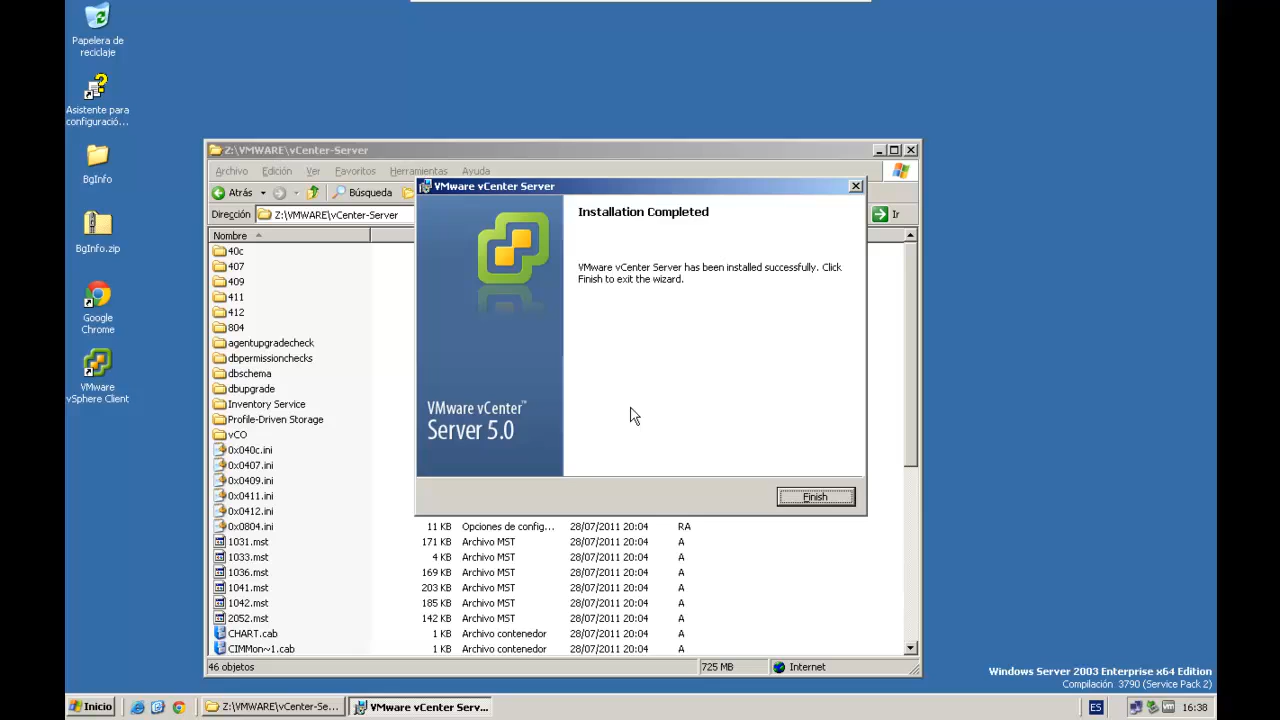 Papelera de
reciclaje
Asistente para
configuració...
BgInfo
BgInfo.zip
Google
Chrome
VMware
vSphere Client
Z:\VMWARE\vCenter-Server
Archivo Edición Ver Favoritos Herramientas Ayuda
Atrás Búsqueda
Dirección Z:\VMWARE\vCenter-Server Ir
Nombre
40c
407
409
411
412
804
agentupgradecheck
dbpermissionchecks
dbschema
dbupgrade
Inventory Service
Profile-Driven Storage
vCO
0x040c.ini
0x0407.ini
0x0409.ini
0x0411.ini
0x0412.ini
0x0804.ini 11 KB Opciones de config... 28/07/2011 20:04 RA
1031.mst 171 KB Archivo MST 28/07/2011 20:04 A
1033.mst 4 KB Archivo MST 28/07/2011 20:04 A
1036.mst 169 KB Archivo MST 28/07/2011 20:04 A
1041.mst 203 KB Archivo MST 28/07/2011 20:04 A
1042.mst 185 KB Archivo MST 28/07/2011 20:04 A
2052.mst 142 KB Archivo MST 28/07/2011 20:04 A
CHART.cab 1 KB Archivo contenedor 28/07/2011 20:04 A
CIMMon~1.cab 1 KB Archivo contenedor 28/07/2011 20:04 A
46 objetos 725 MB Internet
VMware vCenter Server
Installation Completed
VMware vCenter Server has been installed successfully. Click
Finish to exit the wizard.
VMware vCenter™
Server 5.0
Finish
Windows Server 2003 Enterprise x64 Edition
Compilación 3790 (Service Pack 2)
Inicio Z:\VMWARE\vCenter-Se... VMware vCenter Serv... ES 16:38